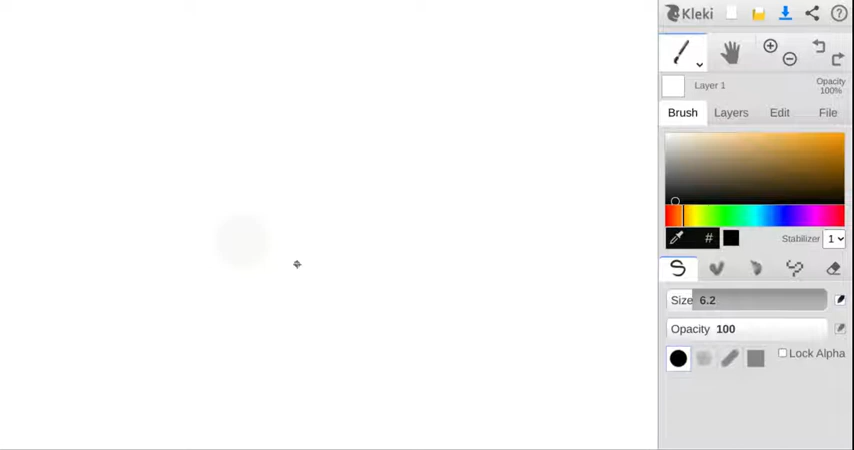 Kleki
?
Layer 1
Opacity
100%
Brush Layers Edit File
# Stabilizer 1
Size 6.2
Opacity 100
Lock Alpha